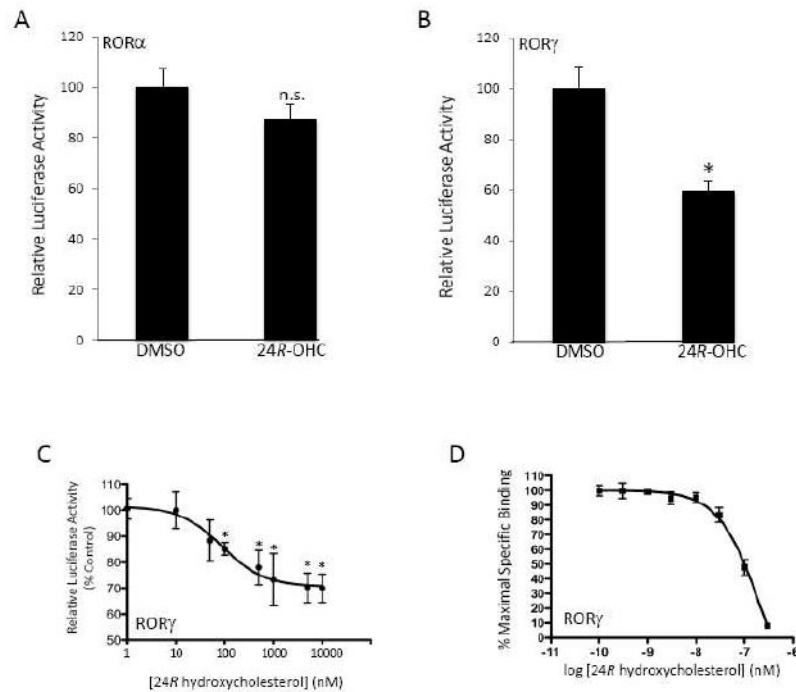 A
RORα
Relative Luciferase Activity
120
100
80
60
40
20
0
n.s.
DMSO
24R-OHC
B
RORγ
Relative Luciferase Activity
120
100
80
60
40
20
0
*
DMSO
24R-OHC
C
Relative Luciferase Activity
(% Control)
110
100
90
80
70
60
50
* * * * *
RORγ
1 10 100 1000 10000
[24R hydroxycholesterol] (nM)
D
% Maximal Specific Binding
110
100
90
80
70
60
50
40
30
20
10
0
RORγ
-11 -10 -9 -8 -7 -6
log [24R hydroxycholesterol] (nM)